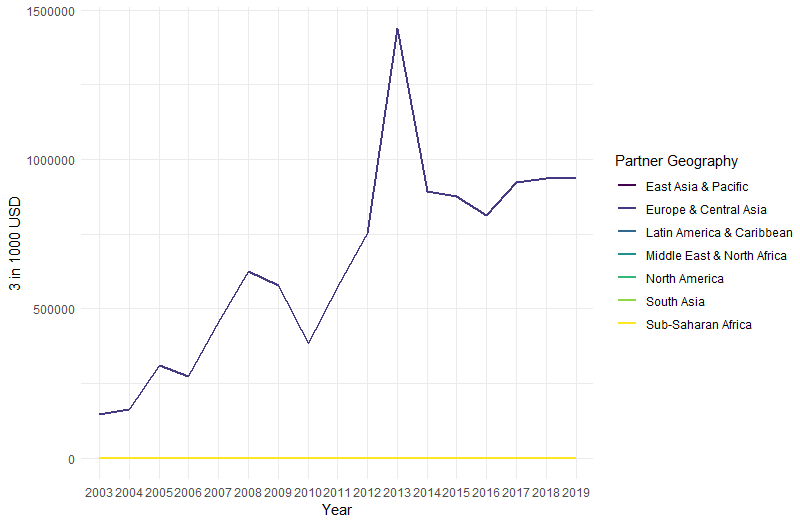 1500000
1000000
500000
0
3 in 1000 USD
2003 2004 2005 2006 2007 2008 2009 2010 2011 2012 2013 2014 2015 2016 2017 2018 2019
Year
Partner Geography
East Asia & Pacific
Europe & Central Asia
Latin America & Caribbean
Middle East & North Africa
North America
South Asia
Sub-Saharan Africa